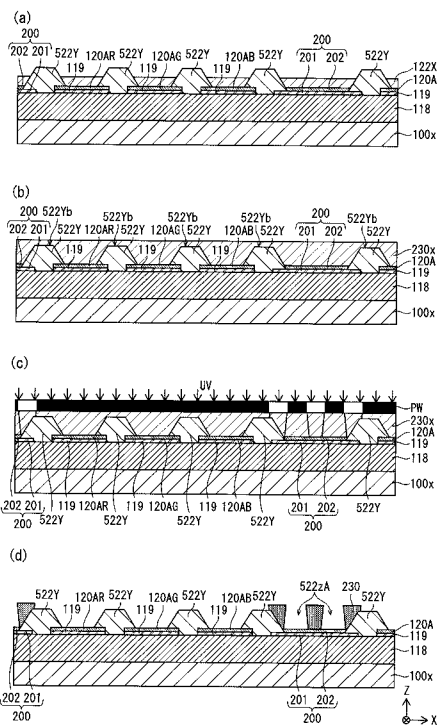 (a)
200
202 201 522Y 119 120AR 522Y 119 120AG 522Y 119 120AB 522Y 200 201 202 522Y
122X
120A
119
118
100x
(b)
200 522Yb 522Yb 522Yb 522Yb 200 522Yb
202 201 522Y 119 120AR 522Y 119 120AG 522Y 119 120AB 522Y 201 202 522Y
230x
120A
119
118
100x
(c)
UV
PW
230x
120A
119
118
100x
202 201 119 120AR 119 120AG 119 120AB 201 202
200 522Y 522Y 522Y 522Y 522Y 200 522Y
(d)
522Y 119 120AR 522Y 119 120AG 522Y 119 120AB 522Y 522zA 230 522Y
120A
119
118
100x
202 201
200
201 202
200
Z
X